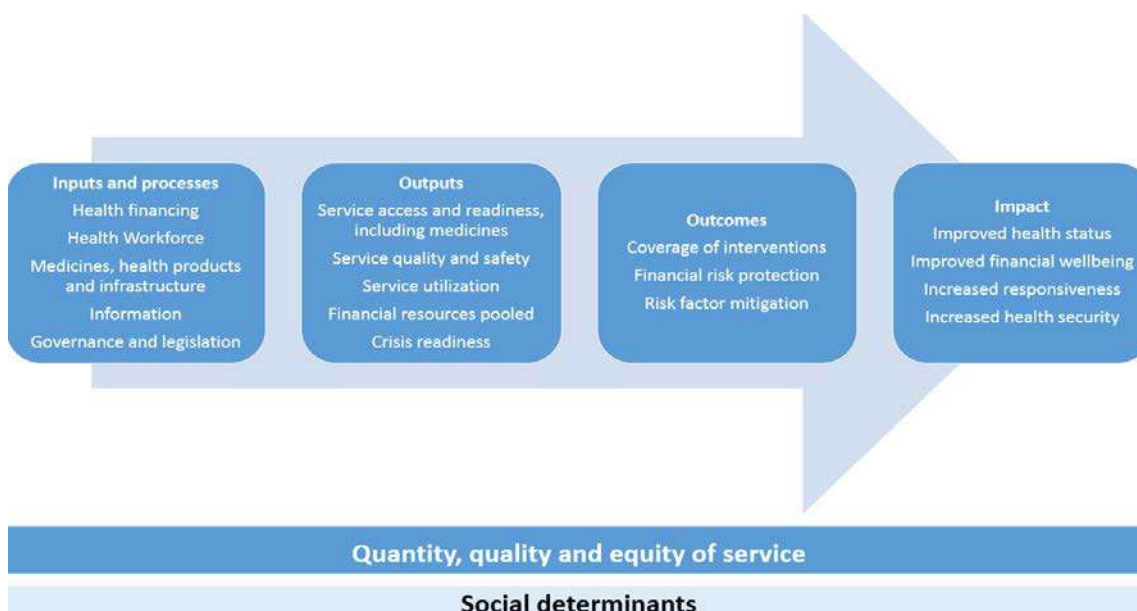 Inputs and processes
Health financing
Health Workforce
Medicines, health products
and infrastructure
Information
Governance and legislation
Outputs
Service access and readiness,
including medicines
Service quality and safety
Service utilization
Financial resources pooled
Crisis readiness
Outcomes
Coverage of interventions
Financial risk protection
Risk factor mitigation
Impact
Improved health status
Improved financial wellbeing
Increased responsiveness
Increased health security
Quantity, quality and equity of service
Social determinants